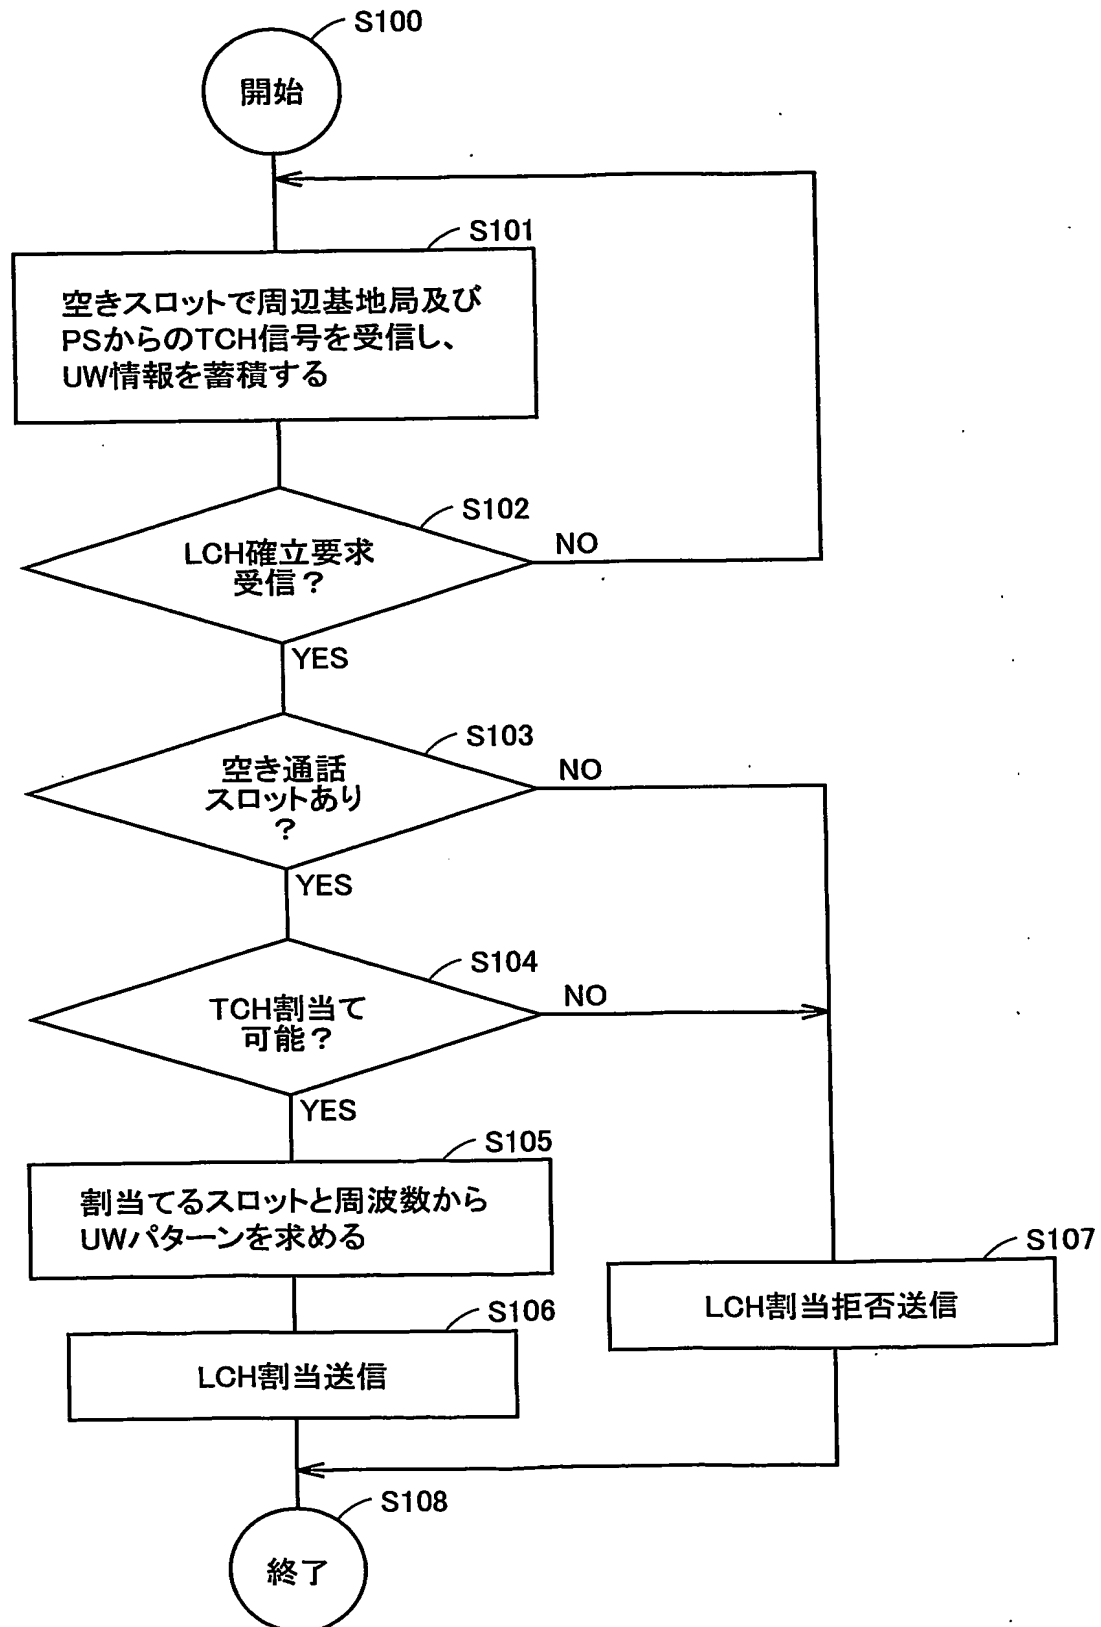 S100
開始
S101
空きスロットで周辺基地局及び
PSからのTCH信号を受信し、
UW情報を蓄積する
S102
LCH確立要求
受信？
NO
YES
S103
空き通話
スロットあり
？
NO
YES
S104
TCH割当て
可能？
NO
YES
S105
割当てるスロットと周波数から
UWパターンを求める
S107
LCH割当拒否送信
S106
LCH割当送信
S108
終了